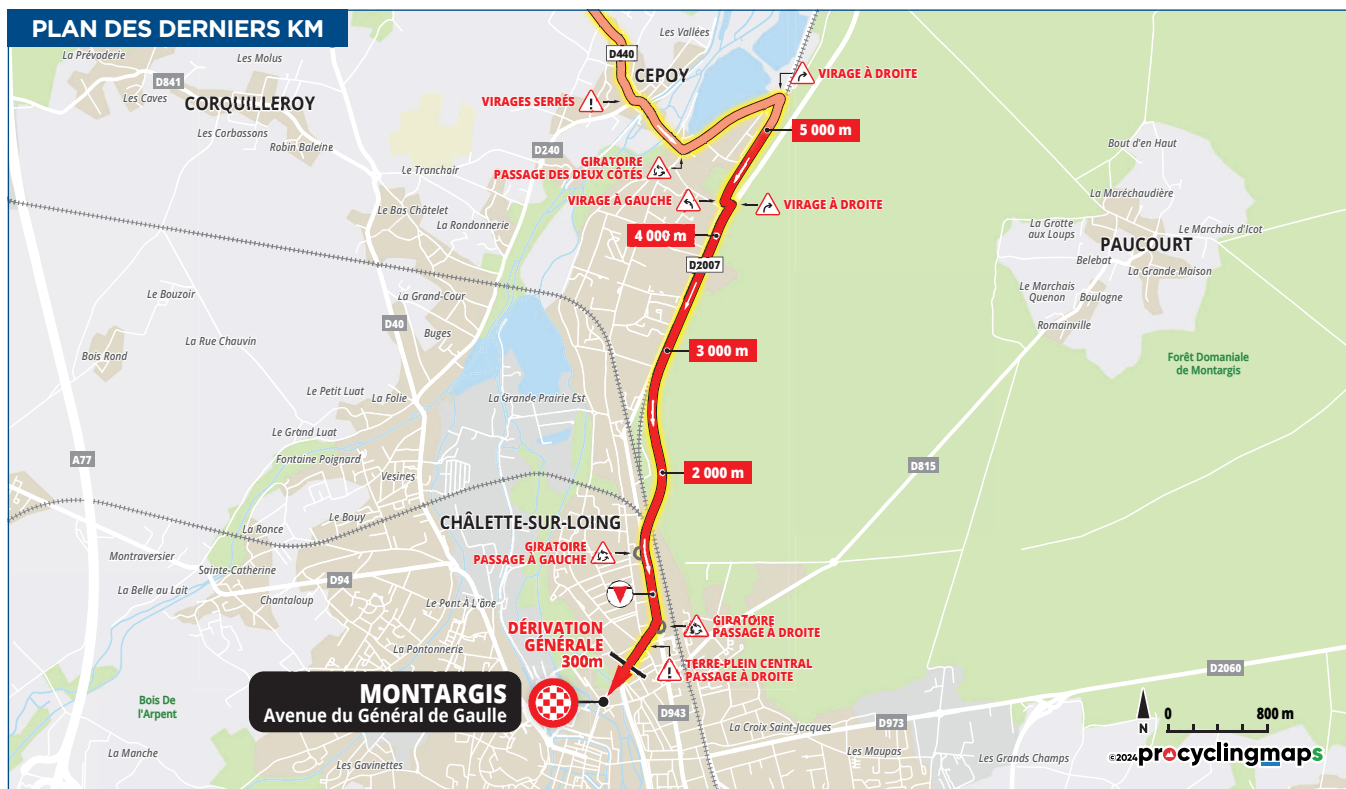 PLAN DES DERNIERS KM
Les Vallées
La Prévoderie
Les Molus
D440
CEPOY
VIRAGE À DROITE
D841
Les Caves
CORQUILLEROY
VIRAGES SERRÉS
5 000 m
Les Corbassons
Robin Baleine
D240
Bout d'en Haut
GIRATOIRE
PASSAGE DES DEUX CÔTÉS
Le Tranchoir
La Maréchaudière
VIRAGE À GAUCHE
VIRAGE À DROITE
Le Bas Châtelet
La Rondonnerie
La Grotte
aux Loups
Le Marchais d'Icot
4 000 m
PAUCOURT
Belebat
D2007
La Grande Maison
Le Bouzoir
La Grand-Cour
Le Marchais
Quenon
Boulogne
D40
Buges
Romainville
La Rue Chauvin
3 000 m
Bois Rond
Forêt Domaniale
de Montargis
Le Petit Luat
La Folie
La Grande Prairie Est
Le Grand Luat
A77
Fontaine Poignard
Vesines
2 000 m
D815
Le Bouy
CHÂLETTE-SUR-LOING
La Ronce
Montraversier
GIRATOIRE
PASSAGE À GAUCHE
Sainte-Catherine
D94
La Belle au Lait
Chantaloup
Le Pont À L'âne
DÉRIVATION
GÉNÉRALE
300m
GIRATOIRE
PASSAGE À DROITE
La Pontonnerie
TERRE-PLEIN CENTRAL
PASSAGE À DROITE
D2060
MONTARGIS
Avenue du Général de Gaulle
Bois De
l'Arpent
D943
La Croix Saint-Jacques
D973
N
0
800 m
La Manche
Les Gavinettes
Les Maupas
Les Grands Champs
©2024 procyclingmaps